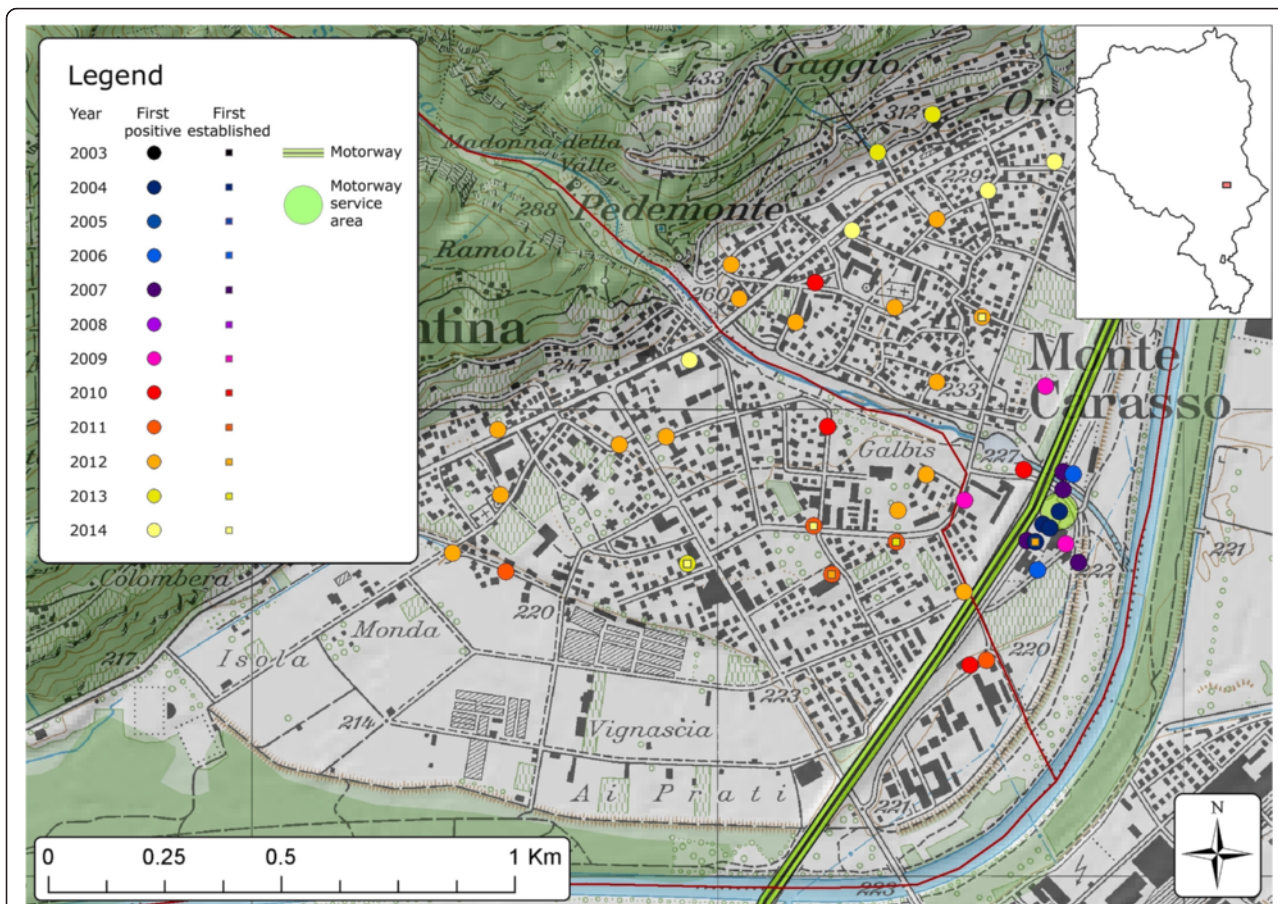 Legend
Year First positive First established
2003
2004
2005
2006
2007
2008
2009
2010
2011
2012
2013
2014
Motorway
Motorway
service
area
433
Gaggio
Ore
313
Madonna della
Valle
229
288
Pedemonte
Ramoli
260
ntina
247
Monte
Carasso
233
Galbis
227
Colombera
222
221
220
Monda
220
217
Isola
223
214
Vignascia
Ai Prati
221
223
N
0 0.25 0.5 1 Km